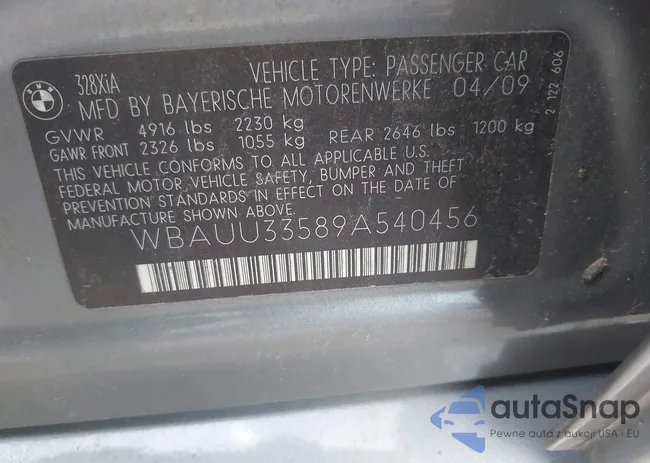 BMW
328XiA
VEHICLE TYPE: PASSENGER CAR
MFD BY BAYERISCHE MOTORENWERKE 04/09
GVWR 4916 lbs 2230 kg
GAWR FRONT 2326 lbs 1055 kg REAR 2646 lbs 1200 kg
THIS VEHICLE CONFORMS TO ALL APPLICABLE U.S.
FEDERAL MOTOR VEHICLE SAFETY, BUMPER AND THEFT
PREVENTION STANDARDS IN EFFECT ON THE DATE OF
MANUFACTURE SHOWN ABOVE.
WBAUU33589A540456
2 122 606
autaSnap
Pewne auta z aukcji USA i EU